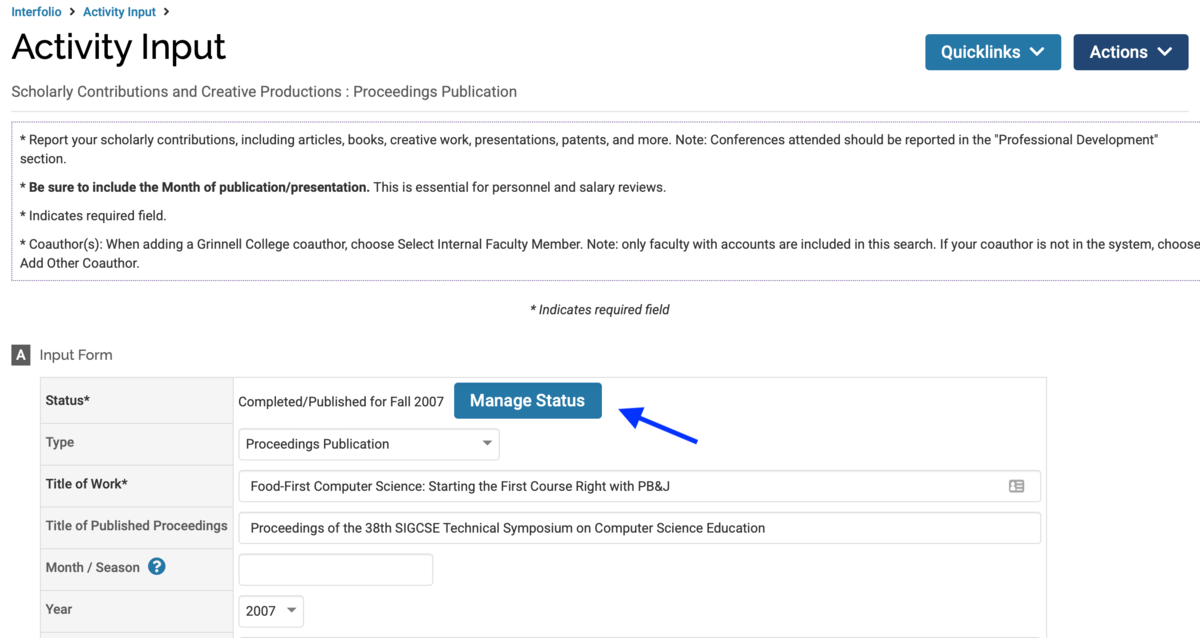 Interfolio > Activity Input >
Activity Input
Quicklinks
Actions
Scholarly Contributions and Creative Productions : Proceedings Publication
* Report your scholarly contributions, including articles, books, creative work, presentations, patents, and more. Note: Conferences attended should be reported in the "Professional Development"
section.
* Be sure to include the Month of publication/presentation. This is essential for personnel and salary reviews.
* Indicates required field.
* Coauthor(s): When adding a Grinnell College coauthor, choose Select Internal Faculty Member. Note: only faculty with accounts are included in this search. If your coauthor is not in the system, choose
Add Other Coauthor.
* Indicates required field
A Input Form
Status* Completed/Published for Fall 2007 Manage Status
Type Proceedings Publication
Title of Work* Food-First Computer Science: Starting the First Course Right with PB&J
Title of Published Proceedings Proceedings of the 38th SIGCSE Technical Symposium on Computer Science Education
Month / Season ?
Year 2007